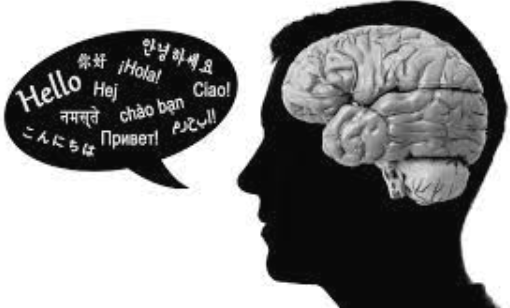 안녕하세요
你好
¡Hola!
Hello
Hej
Ciao!
नमस्ते
chào bạn
こんにちは
Привет!